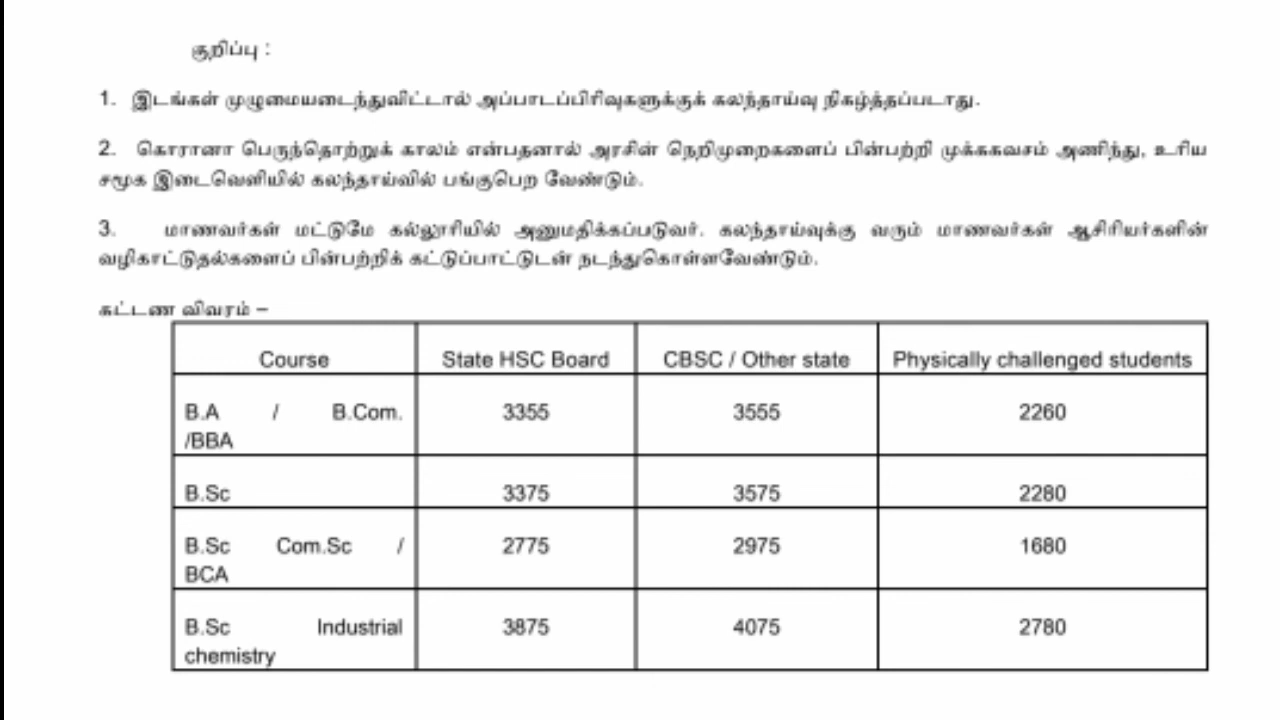 குறிப்பு :
1. இடங்கள் முழுமையடைந்துவிட்டால் அப்பாடப்பிரிவுகளுக்குக் கலந்தாய்வு நிகழ்த்தப்படாது.
2. கொரானா பெருந்தொற்றுக் காலம் என்பதனால் அரசின் நெறிமுறைகளைப் பின்பற்றி முக்ககவசம் அணிந்து, உரிய
சமூக இடைவெளியில் கலந்தாய்வில் பங்குபெற வேண்டும்.
3. மாணவர்கள் மட்டுமே கல்லூரியில் அனுமதிக்கப்படுவர். கலந்தாய்வுக்கு வரும் மாணவர்கள் ஆசிரியர்களின்
வழிகாட்டுதல்களைப் பின்பற்றிக் கட்டுப்பாட்டுடன் நடந்துகொள்ளவேண்டும்.
கட்டண விவரம் –
Course State HSC Board CBSC / Other state Physically challenged students
B.A / B.Com. 3355 3555 2260
/BBA
B.Sc 3375 3575 2280
B.Sc Com.Sc / 2775 2975 1680
BCA
B.Sc Industrial 3875 4075 2780
chemistry